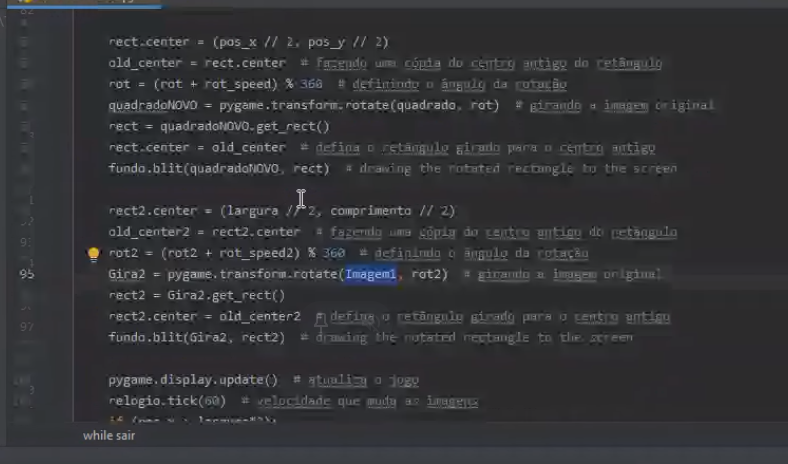 rect.center = (pos_x // 2, pos_y // 2)
old_center = rect.center # fazendo uma cópia do centro antigo do retângulo
rot = (rot + rot_speed) % 360 # definindo o ângulo da rotação
quadradoNOVO = pygame.transform.rotate(quadrado, rot) # girando a imagem original
rect = quadradoNOVO.get_rect()
rect.center = old_center # defina o retângulo girado para o centro antigo
fundo.blit(quadradoNOVO, rect) # drawing the rotated rectangle to the screen
rect2.center = (largura // 2, comprimento // 2)
old_center2 = rect2.center # fazendo uma cópia do centro antigo do retângulo
rot2 = (rot2 + rot_speed2) % 360 # definindo o ângulo da rotação
95 Gira2 = pygame.transform.rotate(Imagem1, rot2) # girando a imagem original
rect2 = Gira2.get_rect()
97 rect2.center = old_center2 # defina o retângulo girado para o centro antigo
fundo.blit(Gira2, rect2) # drawing the rotated rectangle to the screen
pygame.display.update() # atualiza o jogo
relogio.tick(60) # velocidade que muda as imagens
while sair